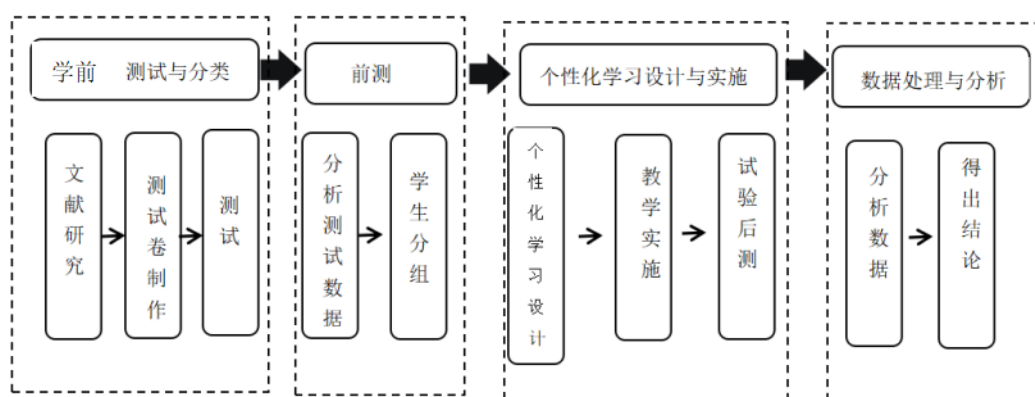 学前 测试与分类
前测
个性化学习设计与实施
数据处理与分析
文献研究
测试卷制作
测试
分析测试数据
学生分组
个性化学习设计
教学实施
试验后测
分析数据
得出结论